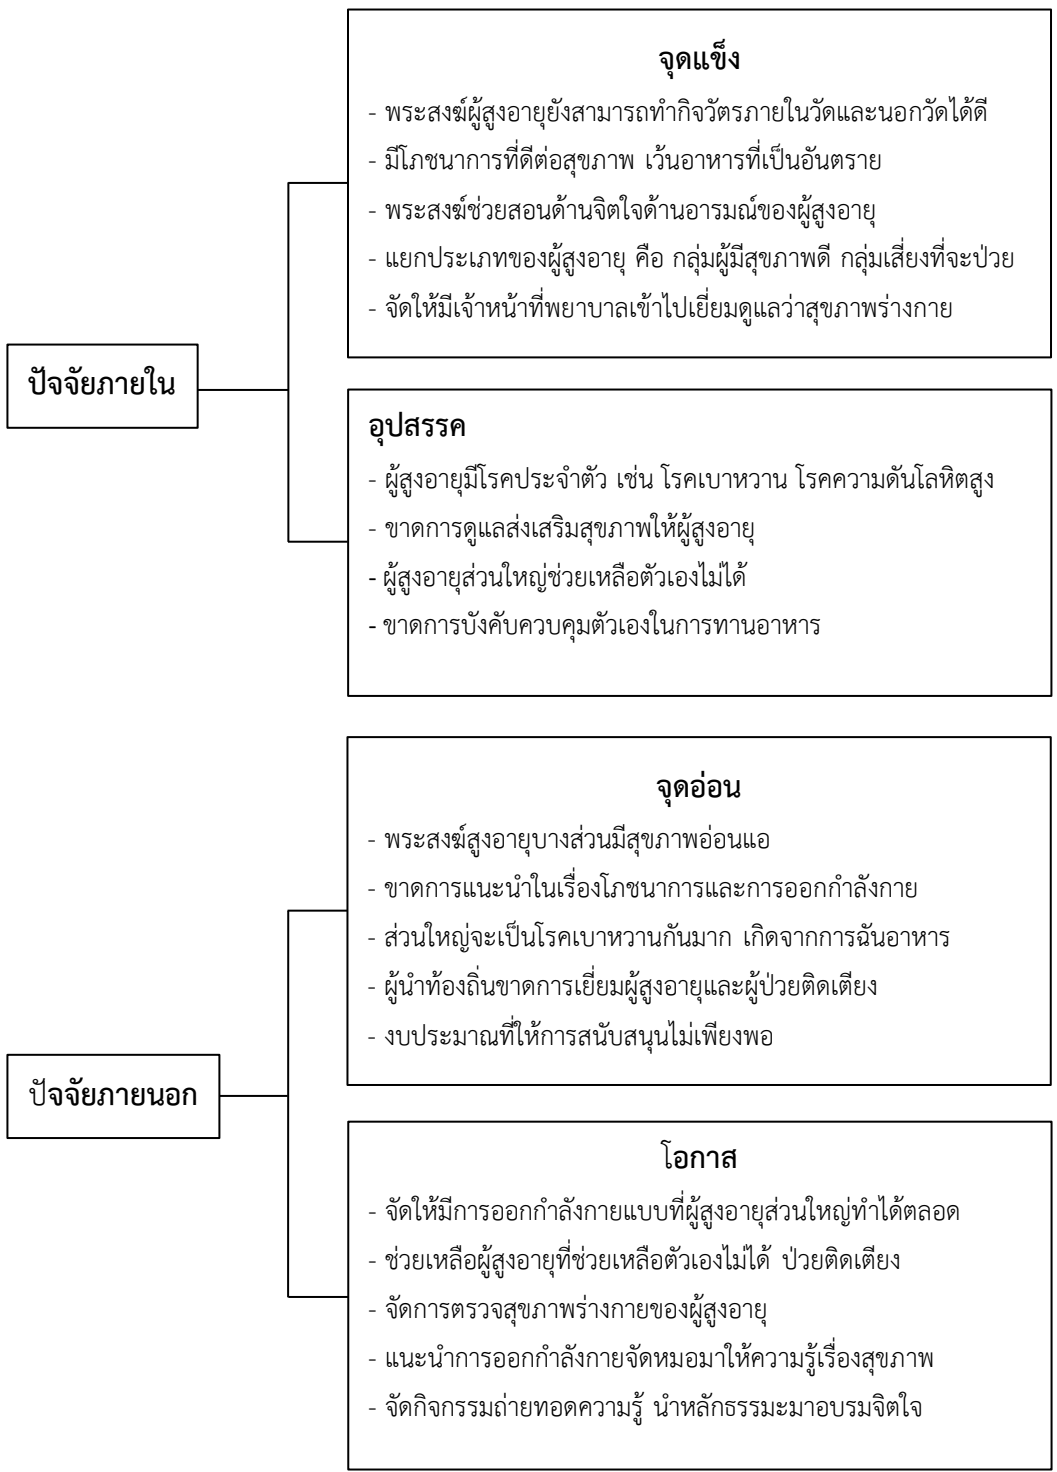 จุดแข็ง
- พระสงฆ์ผู้สูงอายุยังสามารถทำกิจวัตรภายในวัดและนอกวัดได้ดี
- มีโภชนาการที่ดีต่อสุขภาพ เว้นอาหารที่เป็นอันตราย
- พระสงฆ์ช่วยสอนด้านจิตใจด้านอารมณ์ของผู้สูงอายุ
- แยกประเภทของผู้สูงอายุ คือ กลุ่มผู้มีสุขภาพดี กลุ่มเสี่ยงที่จะป่วย
- จัดให้มีเจ้าหน้าที่พยาบาลเข้าไปเยี่ยมดูแลว่าสุขภาพร่างกาย
ปัจจัยภายใน
อุปสรรค
- ผู้สูงอายุมีโรคประจำตัว เช่น โรคเบาหวาน โรคความดันโลหิตสูง
- ขาดการดูแลส่งเสริมสุขภาพให้ผู้สูงอายุ
- ผู้สูงอายุส่วนใหญ่ช่วยเหลือตัวเองไม่ได้
- ขาดการบังคับควบคุมตัวเองในการทานอาหาร
จุดอ่อน
- พระสงฆ์สูงอายุบางส่วนมีสุขภาพอ่อนแอ
- ขาดการแนะนำในเรื่องโภชนาการและการออกกำลังกาย
- ส่วนใหญ่จะเป็นโรคเบาหวานกันมาก เกิดจากการฉันอาหาร
- ผู้นำท้องถิ่นขาดการเยี่ยมผู้สูงอายุและผู้ป่วยติดเตียง
- งบประมาณที่ให้การสนับสนุนไม่เพียงพอ
ปัจจัยภายนอก
โอกาส
- จัดให้มีการออกกำลังกายแบบที่ผู้สูงอายุส่วนใหญ่ทำได้ตลอด
- ช่วยเหลือผู้สูงอายุที่ช่วยเหลือตัวเองไม่ได้ ป่วยติดเตียง
- จัดการตรวจสุขภาพร่างกายของผู้สูงอายุ
- แนะนำการออกกำลังกายจัดหมอมาให้ความรู้เรื่องสุขภาพ
- จัดกิจกรรมถ่ายทอดความรู้ นำหลักธรรมะมาอบรมจิตใจ